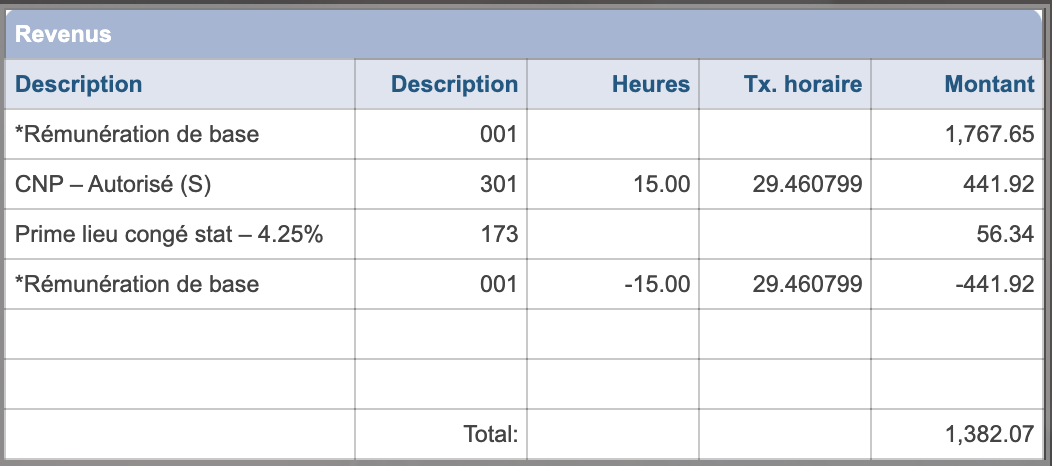 Revenus
Description Description Heures Tx. horaire Montant
*Rémunération de base 001 1,767.65
CNP – Autorisé (S) 301 15.00 29.460799 441.92
Prime lieu congé stat – 4.25% 173 56.34
*Rémunération de base 001 -15.00 29.460799 -441.92
Total: 1,382.07